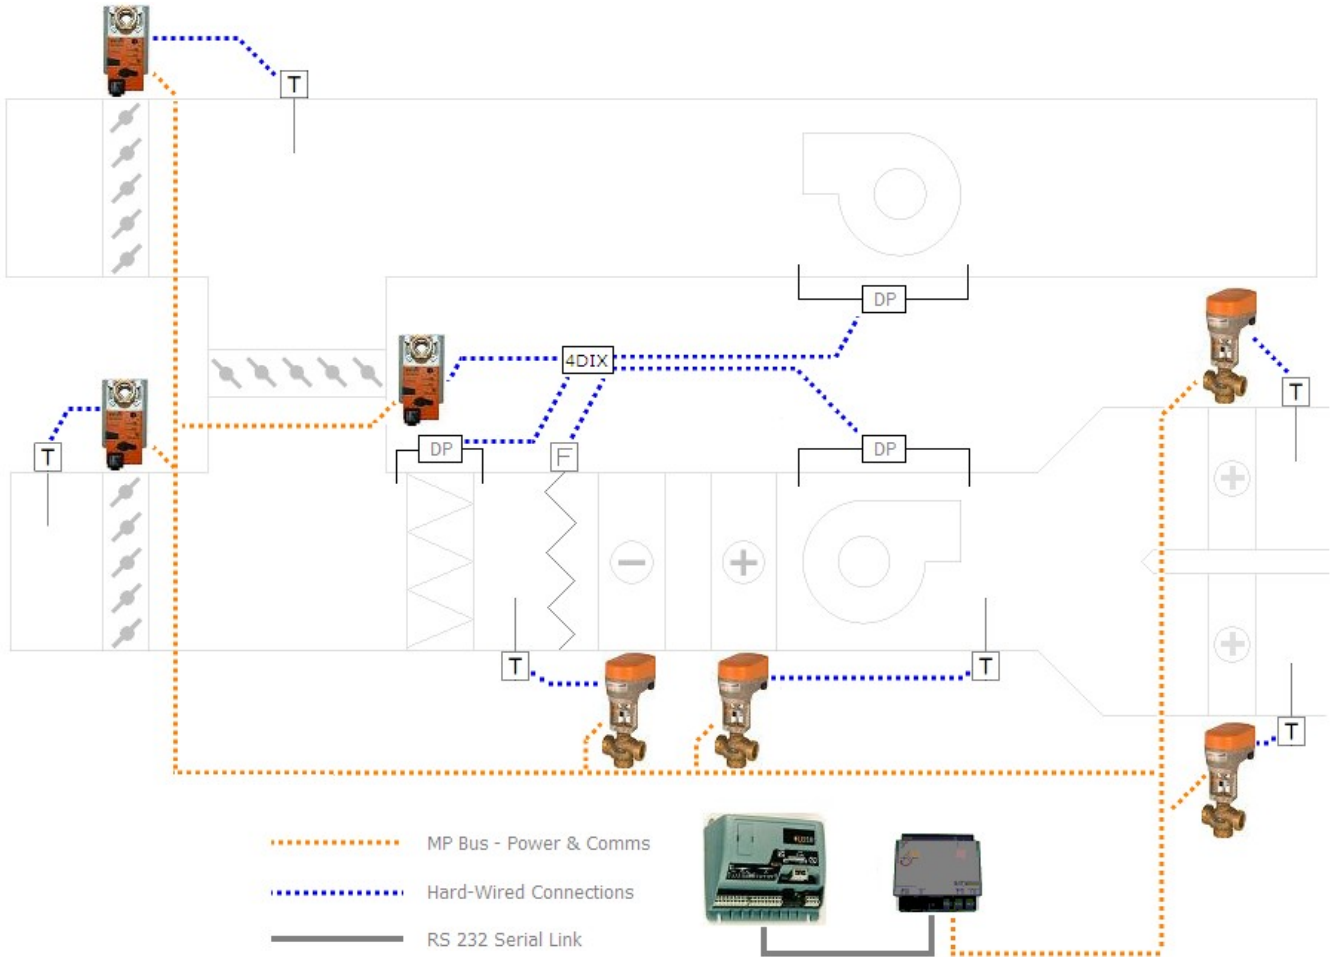 T
DP
4DIX
T
T
DP
F
DP
T
T
T
MP Bus - Power & Comms
Hard-Wired Connections
RS 232 Serial Link